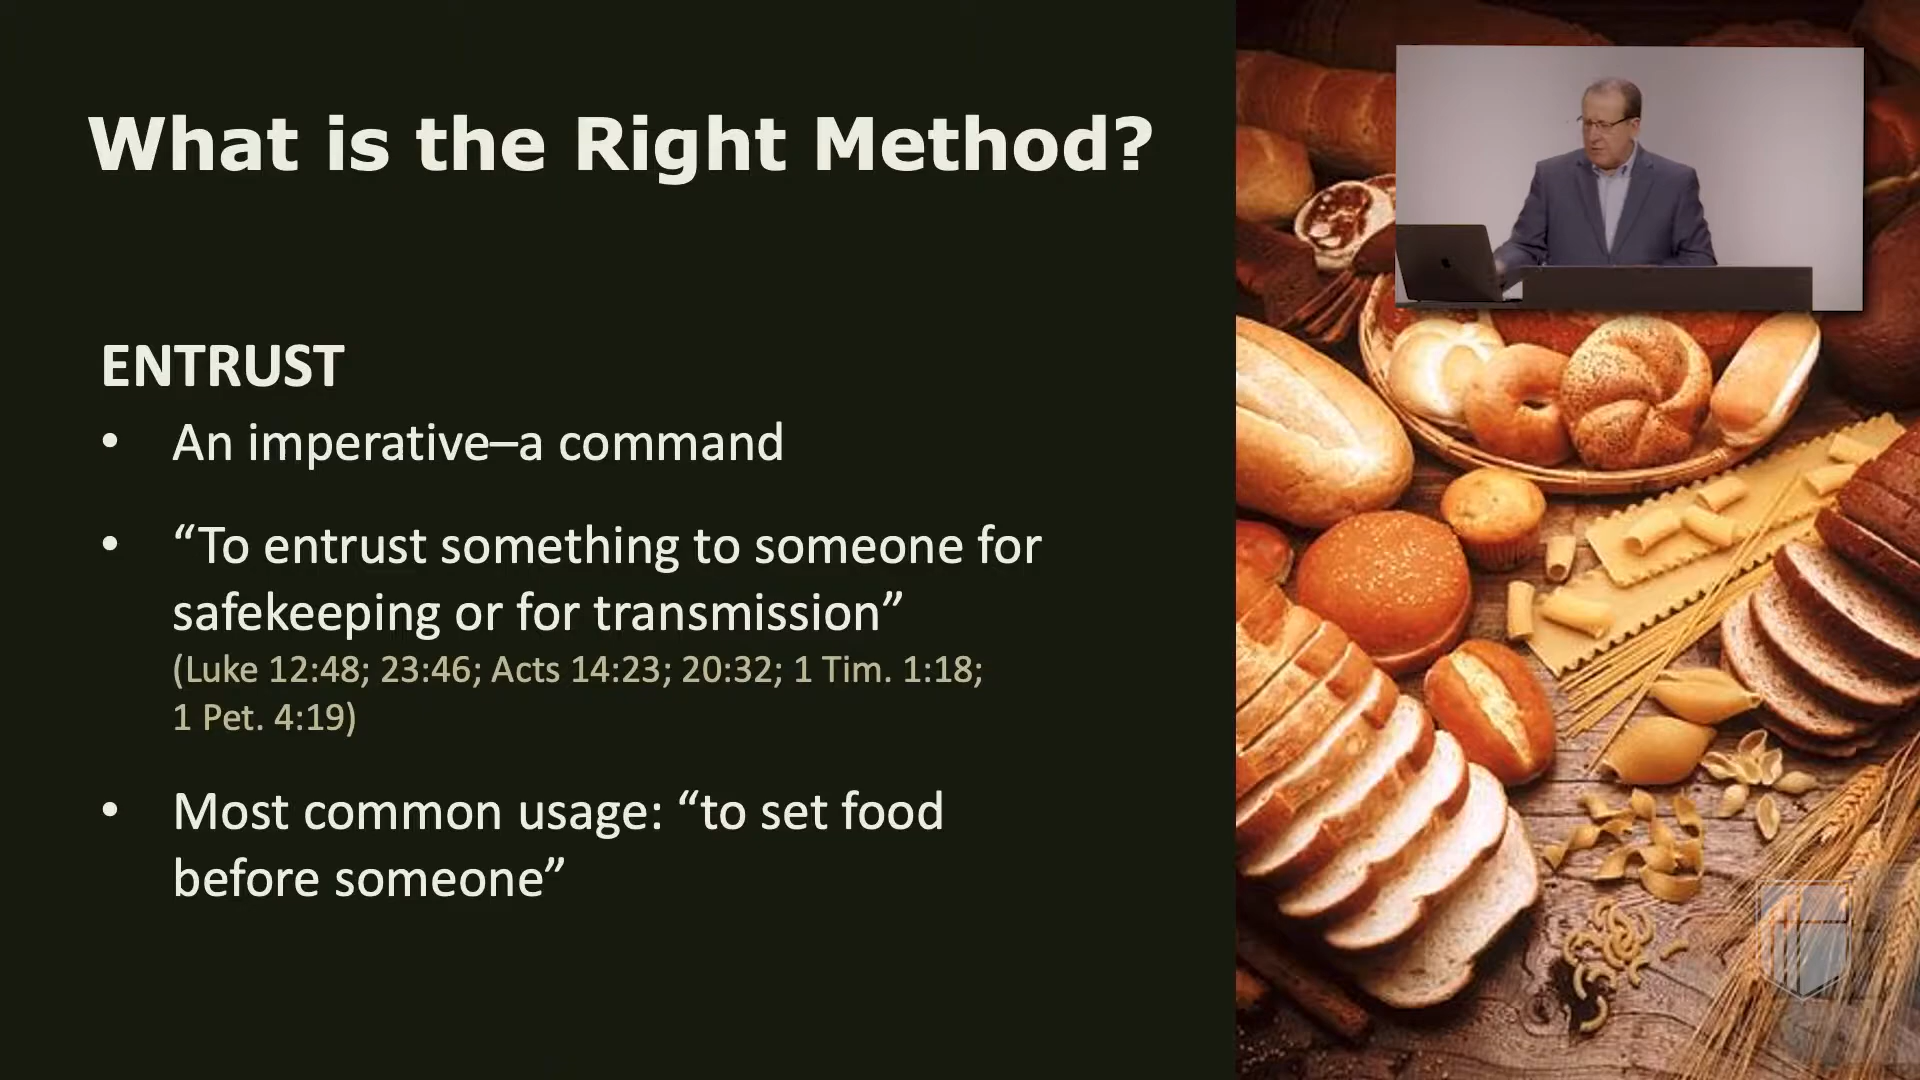 What is the Right Method?
ENTRUST
• An imperative–a command
• “To entrust something to someone for
safekeeping or for transmission”
(Luke 12:48; 23:46; Acts 14:23; 20:32; 1 Tim. 1:18;
1 Pet. 4:19)
• Most common usage: “to set food
before someone”